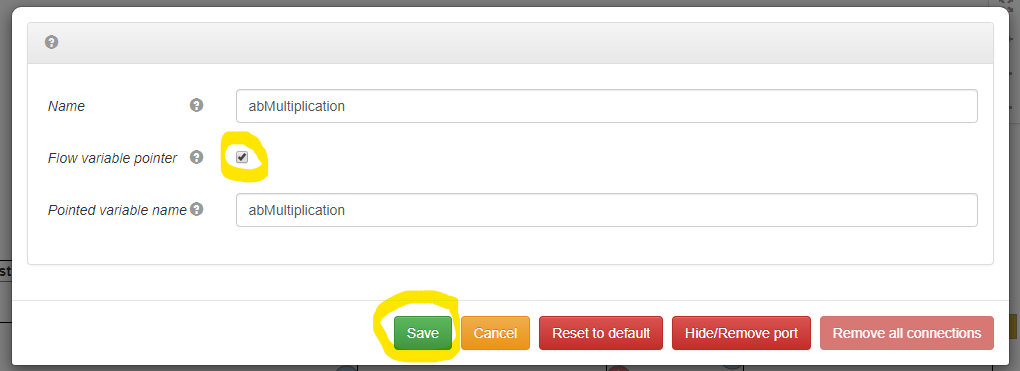 Name
abMultiplication
Flow variable pointer
Pointed variable name
abMultiplication
st
Save
Cancel
Reset to default
Hide/Remove port
Remove all connections